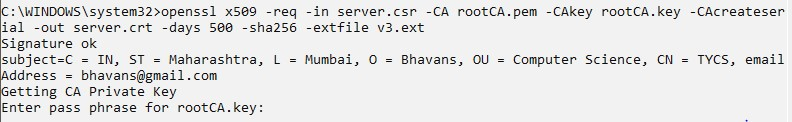 C:\WINDOWS\system32>openssl x509 -req -in server.csr -CA rootCA.pem -CAkey rootCA.key -CAcreateser
ial -out server.crt -days 500 -sha256 -extfile v3.ext
Signature ok
subject=C = IN, ST = Maharashtra, L = Mumbai, O = Bhavans, OU = Computer Science, CN = TYCS, email
Address = bhavans@gmail.com
Getting CA Private Key
Enter pass phrase for rootCA.key: